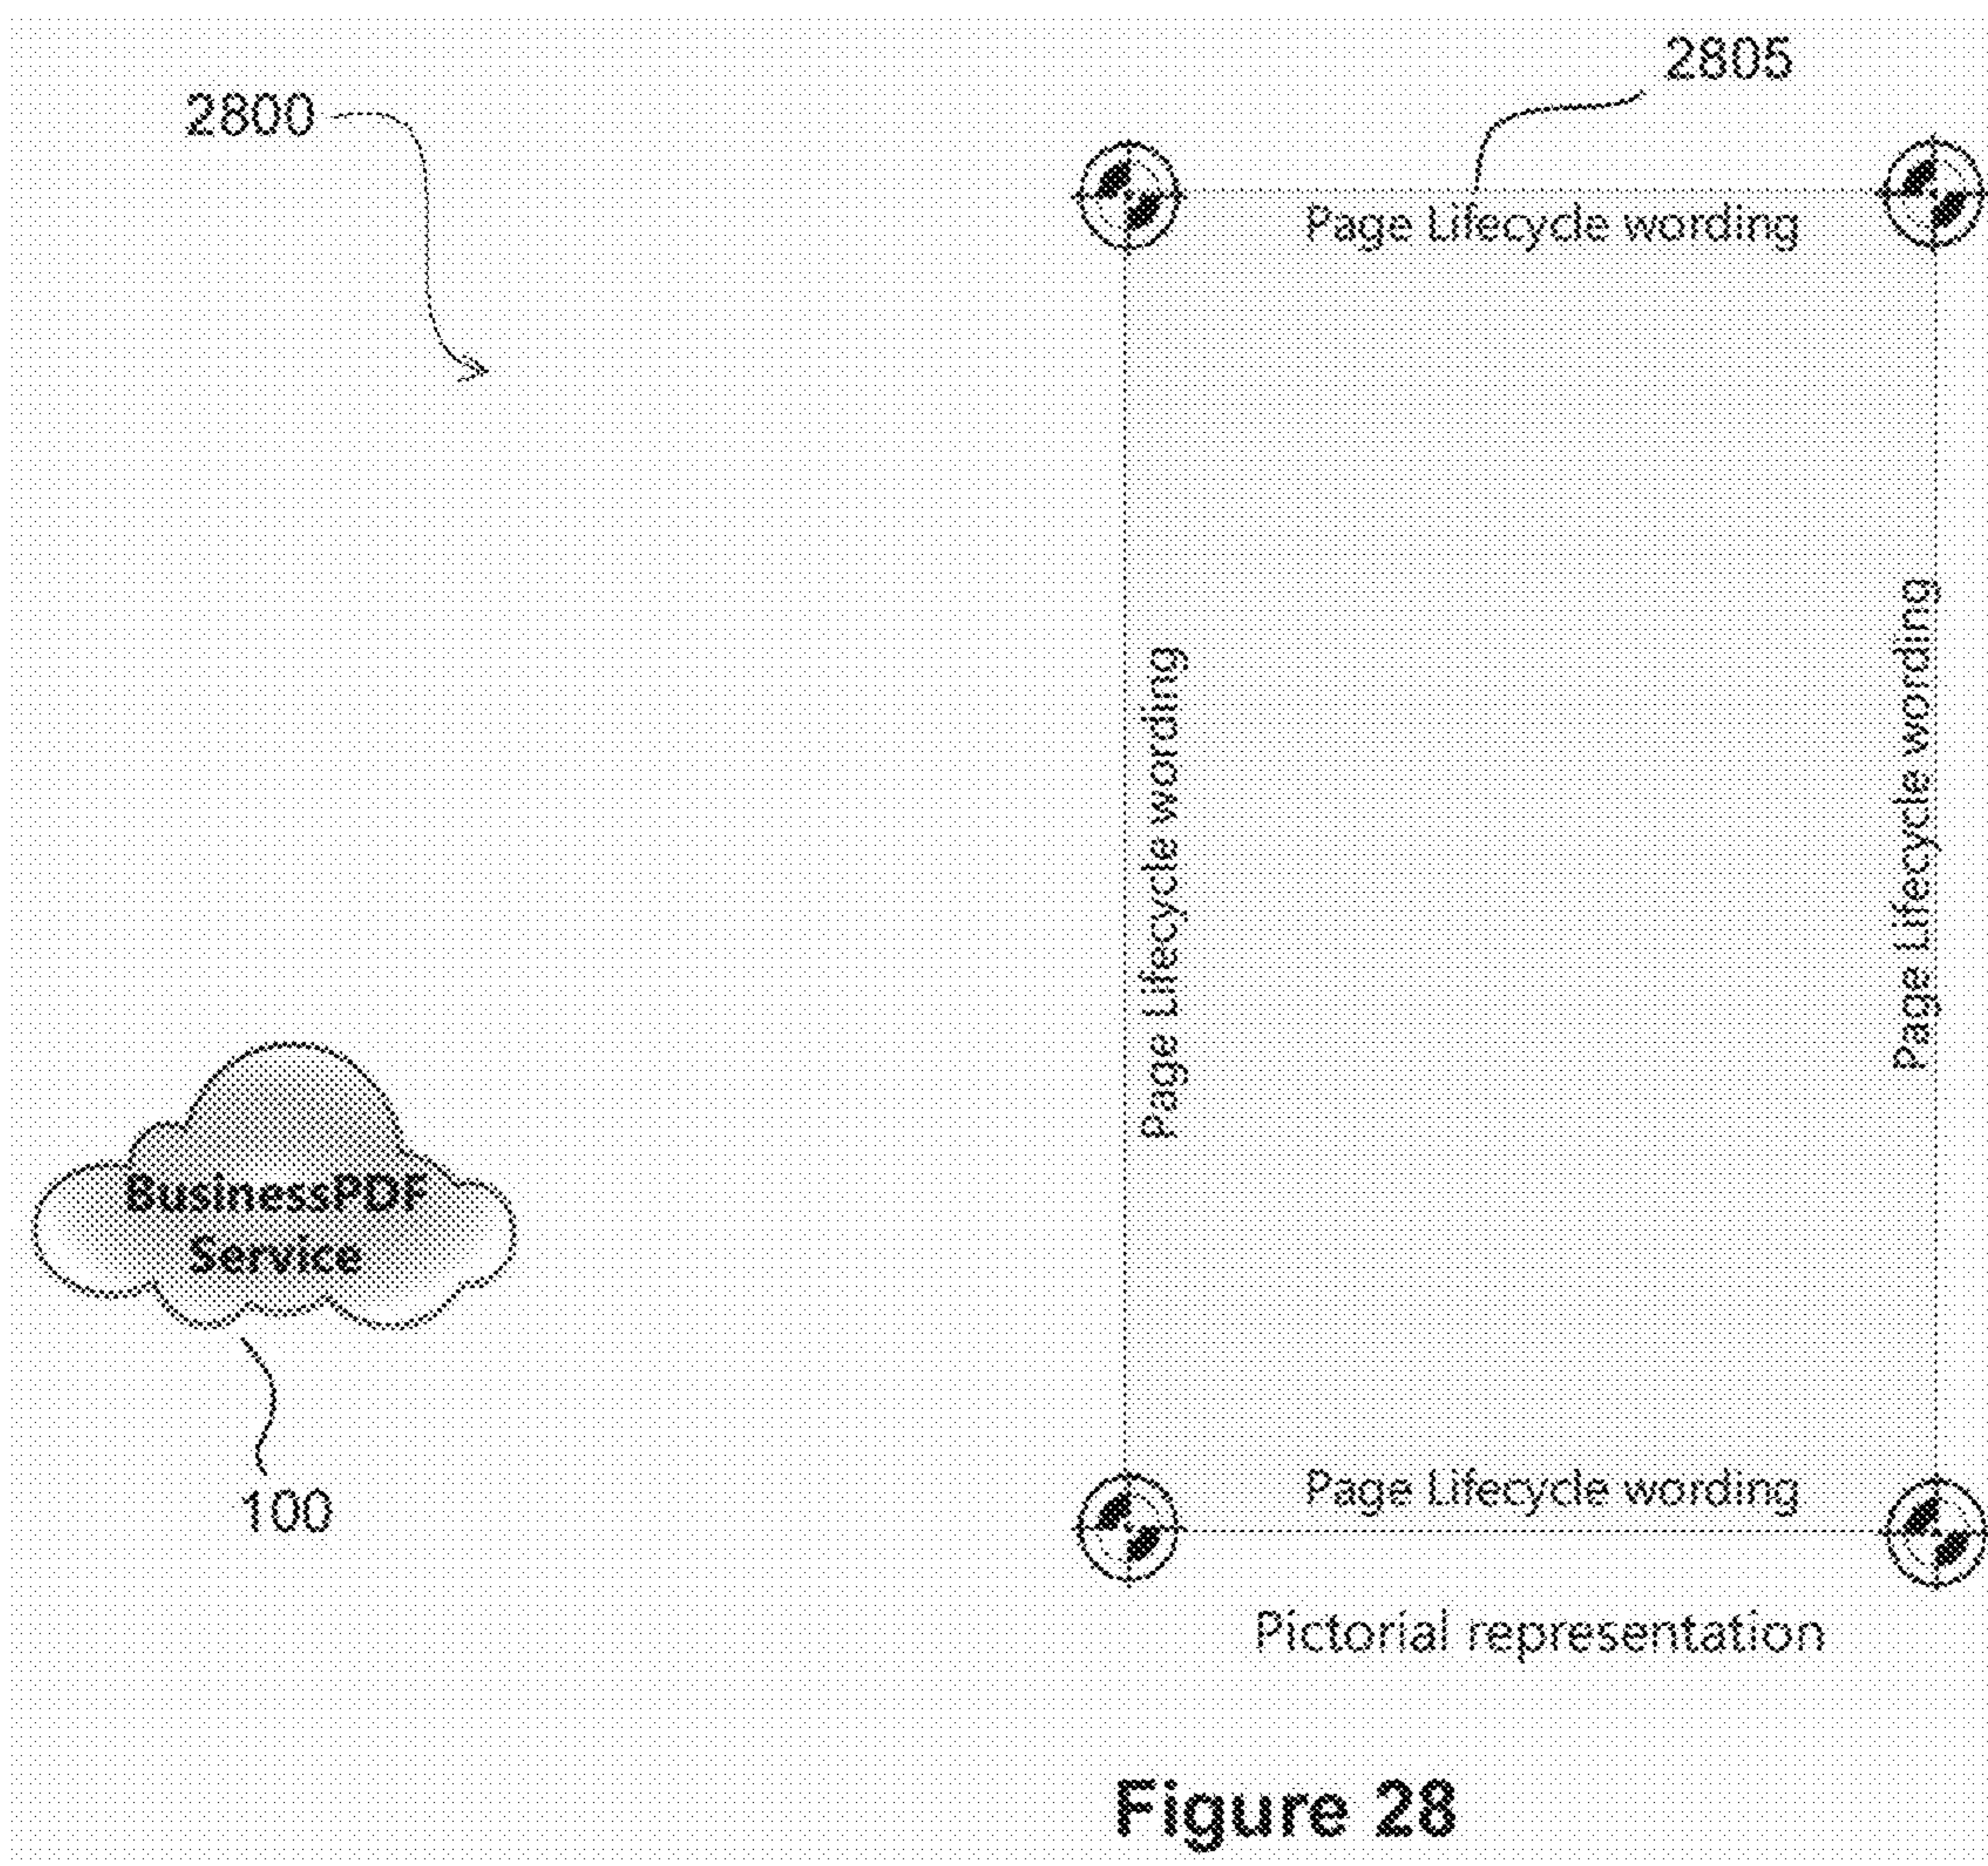 2805
2800
Page Lifecycle wording
Page Lifecycle wording
Page Lifecycle wording
BusinessPDF
Service
100
Page Lifecycle wording
Pictorial representation
Figure 28